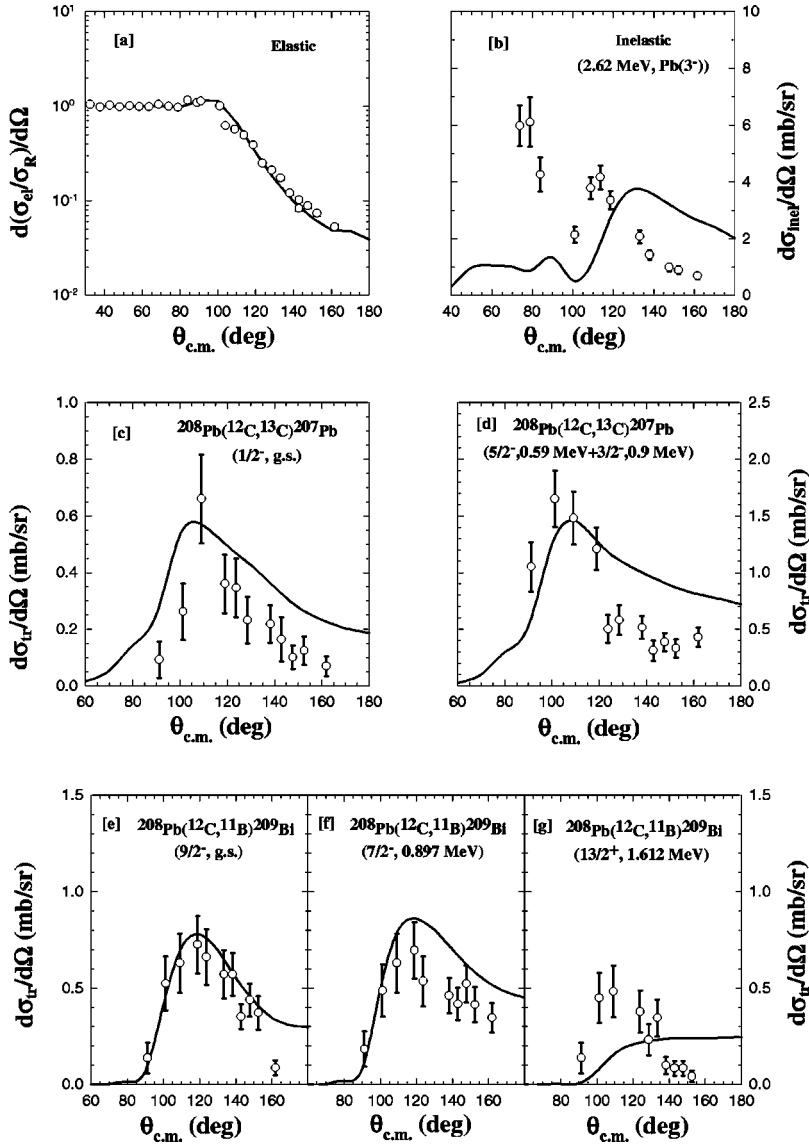 [a] Elastic
10¹
10⁰
10⁻¹
10⁻²
d(σel/σR)/dΩ
40 60 80 100 120 140 160 180
θc.m. (deg)
[b] Inelastic
(2.62 MeV, Pb(3⁻))
10
8
6
4
2
0
dσinel/dΩ (mb/sr)
40 60 80 100 120 140 160 180
θc.m. (deg)
[c] ²⁰⁸Pb(¹²C,¹³C)²⁰⁷Pb
(1/2⁻, g.s.)
1.0
0.8
0.6
0.4
0.2
0.0
dσtr/dΩ (mb/sr)
60 80 100 120 140 160 180
θc.m. (deg)
[d] ²⁰⁸Pb(¹²C,¹³C)²⁰⁷Pb
(5/2⁻,0.59 MeV+3/2⁻,0.9 MeV)
2.5
2.0
1.5
1.0
0.5
0.0
dσtr/dΩ (mb/sr)
60 80 100 120 140 160 180
θc.m. (deg)
[e] ²⁰⁸Pb(¹²C,¹¹B)²⁰⁹Bi
(9/2⁻, g.s.)
1.5
1.0
0.5
0.0
dσtr/dΩ (mb/sr)
60 80 100 120 140 160
θc.m. (deg)
[f] ²⁰⁸Pb(¹²C,¹¹B)²⁰⁹Bi
(7/2⁻, 0.897 MeV)
60 80 100 120 140 160
θc.m. (deg)
[g] ²⁰⁸Pb(¹²C,¹¹B)²⁰⁹Bi
(13/2⁺, 1.612 MeV)
1.5
1.0
0.5
0.0
dσtr/dΩ (mb/sr)
60 80 100 120 140 160 180
θc.m. (deg)